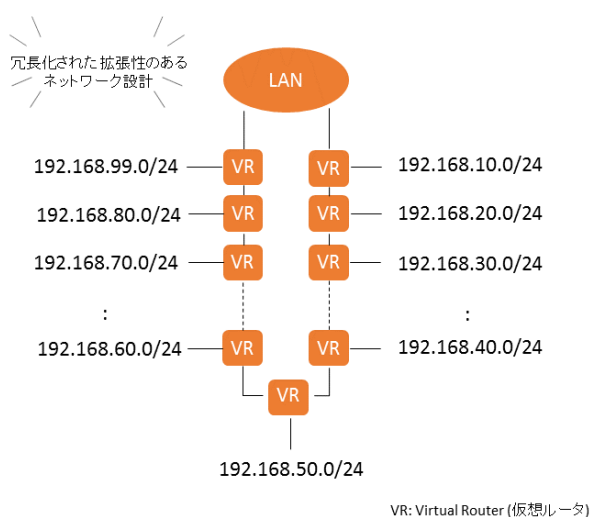 冗長化された拡張性のある
ネットワーク設計
LAN
192.168.99.0/24 VR VR 192.168.10.0/24
192.168.80.0/24 VR VR 192.168.20.0/24
192.168.70.0/24 VR VR 192.168.30.0/24
: :
192.168.60.0/24 VR VR 192.168.40.0/24
VR
192.168.50.0/24
VR: Virtual Router (仮想ルータ)